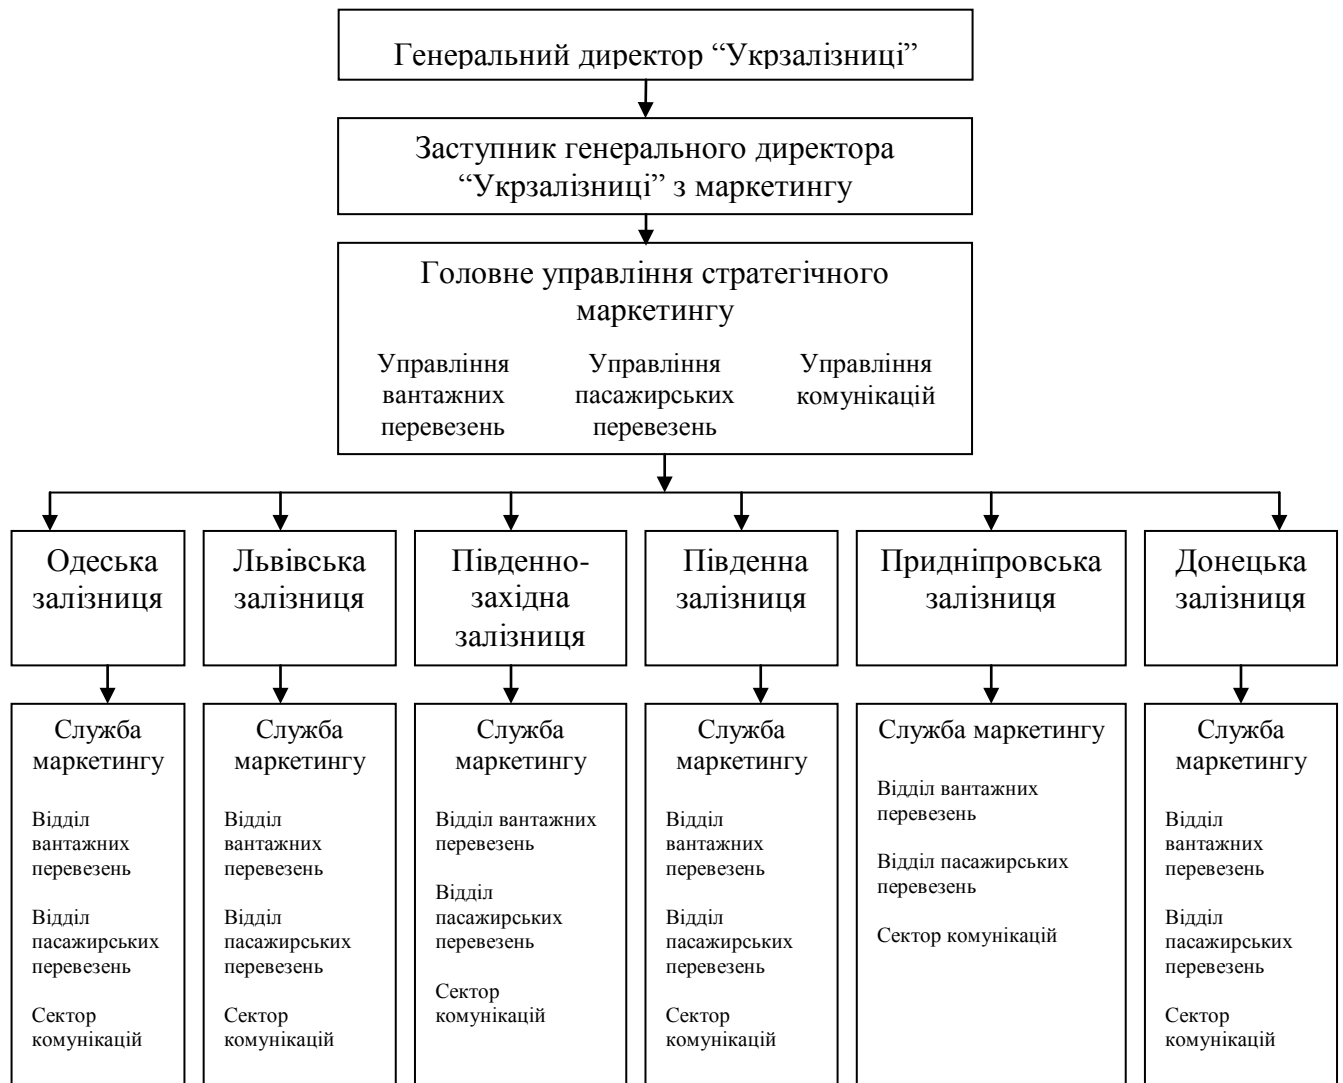 Генеральний директор “Укрзалізниці”
Заступник генерального директора
“Укрзалізниці” з маркетингу
Головне управління стратегічного
маркетингу
Управління
вантажних
перевезень
Управління
пасажирських
перевезень
Управління
комунікацій
Одеська
залізниця
Львівська
залізниця
Південно-
західна
залізниця
Південна
залізниця
Придніпровська
залізниця
Донецька
залізниця
Служба
маркетингу
Відділ
вантажних
перевезень
Відділ
пасажирських
перевезень
Сектор
комунікацій
Служба
маркетингу
Відділ
вантажних
перевезень
Відділ
пасажирських
перевезень
Сектор
комунікацій
Служба
маркетингу
Відділ вантажних
перевезень
Відділ
пасажирських
перевезень
Сектор
комунікацій
Служба
маркетингу
Відділ
вантажних
перевезень
Відділ
пасажирських
перевезень
Сектор
комунікацій
Служба маркетингу
Відділ вантажних
перевезень
Відділ пасажирських
перевезень
Сектор комунікацій
Служба
маркетингу
Відділ
вантажних
перевезень
Відділ
пасажирських
перевезень
Сектор
комунікацій